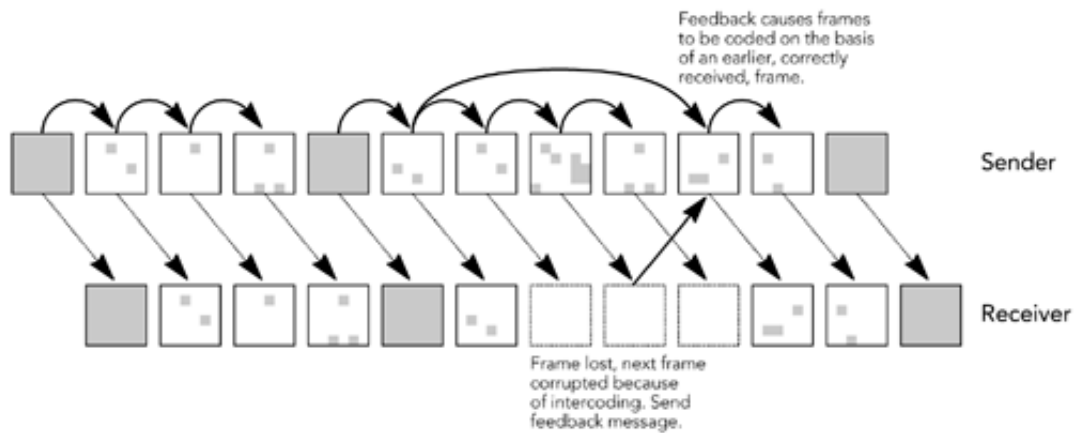 Feedback causes frames
to be coded on the basis
of an earlier, correctly
received, frame.
Sender
Receiver
Frame lost, next frame
corrupted because
of intercoding. Send
feedback message.